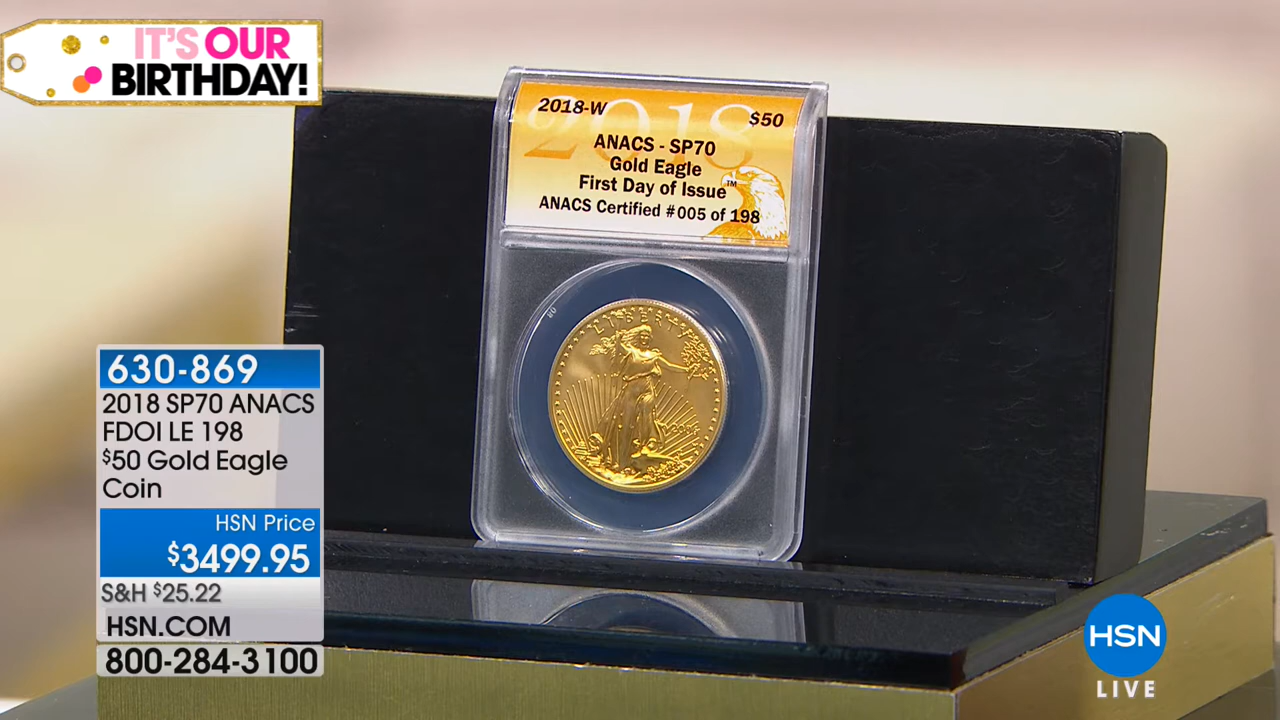 IT'S OUR
BIRTHDAY!
2018
2018-W
$50
ANACS - SP70
Gold Eagle
First Day of Issue™
ANACS Certified #005 of 198
LIBERTY
630-869
2018 SP70 ANACS
FDOI LE 198
$50 Gold Eagle
Coin
HSN Price
$3499.95
S&H $25.22
HSN.COM
800-284-3100
HSN
LIVE